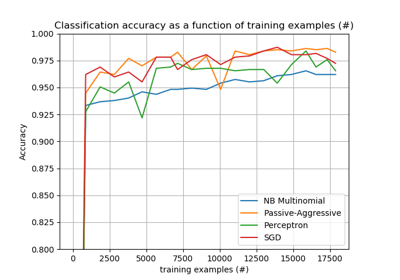 Classification accuracy as a function of training examples (#)
1.000
0.975
0.950
0.925
0.900
0.875
0.850
0.825
0.800
Accuracy
NB Multinomial
Passive-Aggressive
Perceptron
SGD
0 2500 5000 7500 10000 12500 15000 17500
training examples (#)